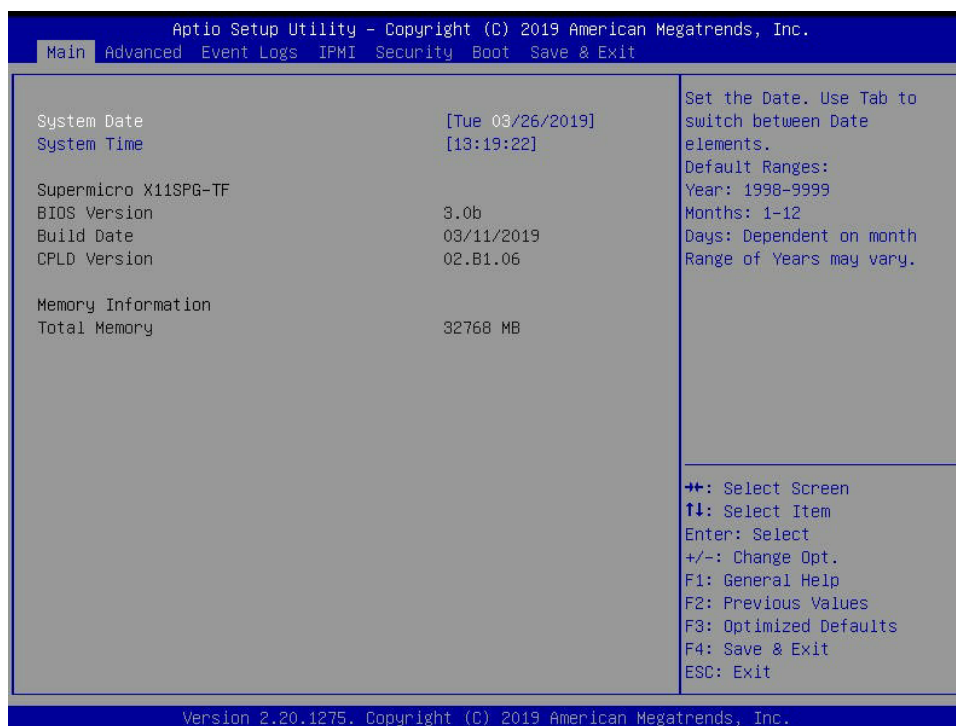 Aptio Setup Utility – Copyright (C) 2019 American Megatrends, Inc.
Main Advanced Event Logs IPMI Security Boot Save & Exit
System Date [Tue 03/26/2019]
System Time [13:19:22]
Supermicro X11SPG-TF
BIOS Version 3.0b
Build Date 03/11/2019
CPLD Version 02.B1.06
Memory Information
Total Memory 32768 MB
Set the Date. Use Tab to
switch between Date
elements.
Default Ranges:
Year: 1998-9999
Months: 1-12
Days: Dependent on month
Range of Years may vary.
→←: Select Screen
↑↓: Select Item
Enter: Select
+/-: Change Opt.
F1: General Help
F2: Previous Values
F3: Optimized Defaults
F4: Save & Exit
ESC: Exit
Version 2.20.1275. Copyright (C) 2019 American Megatrends, Inc.